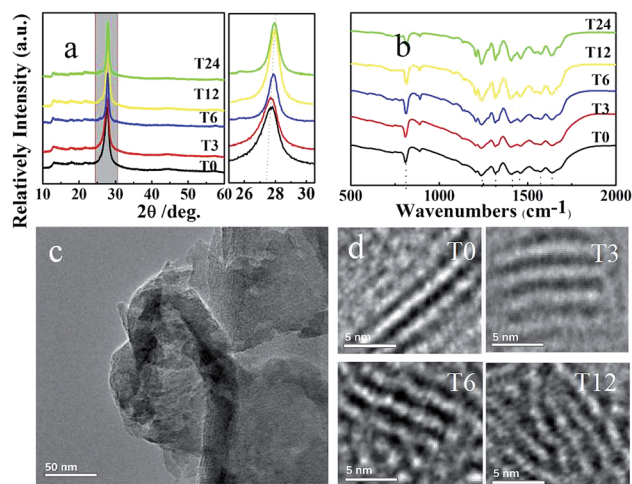 Relatively Intensity (a.u.)
a
T24
T12
T6
T3
T0
10 20 30 40 50 60
2θ /deg.
26 28 30
b
T24
T12
T6
T3
T0
500 1000 1500 2000
Wavenumbers (cm-1)
c
50 nm
d
T0
5 nm
T3
5 nm
T6
5 nm
T12
5 nm